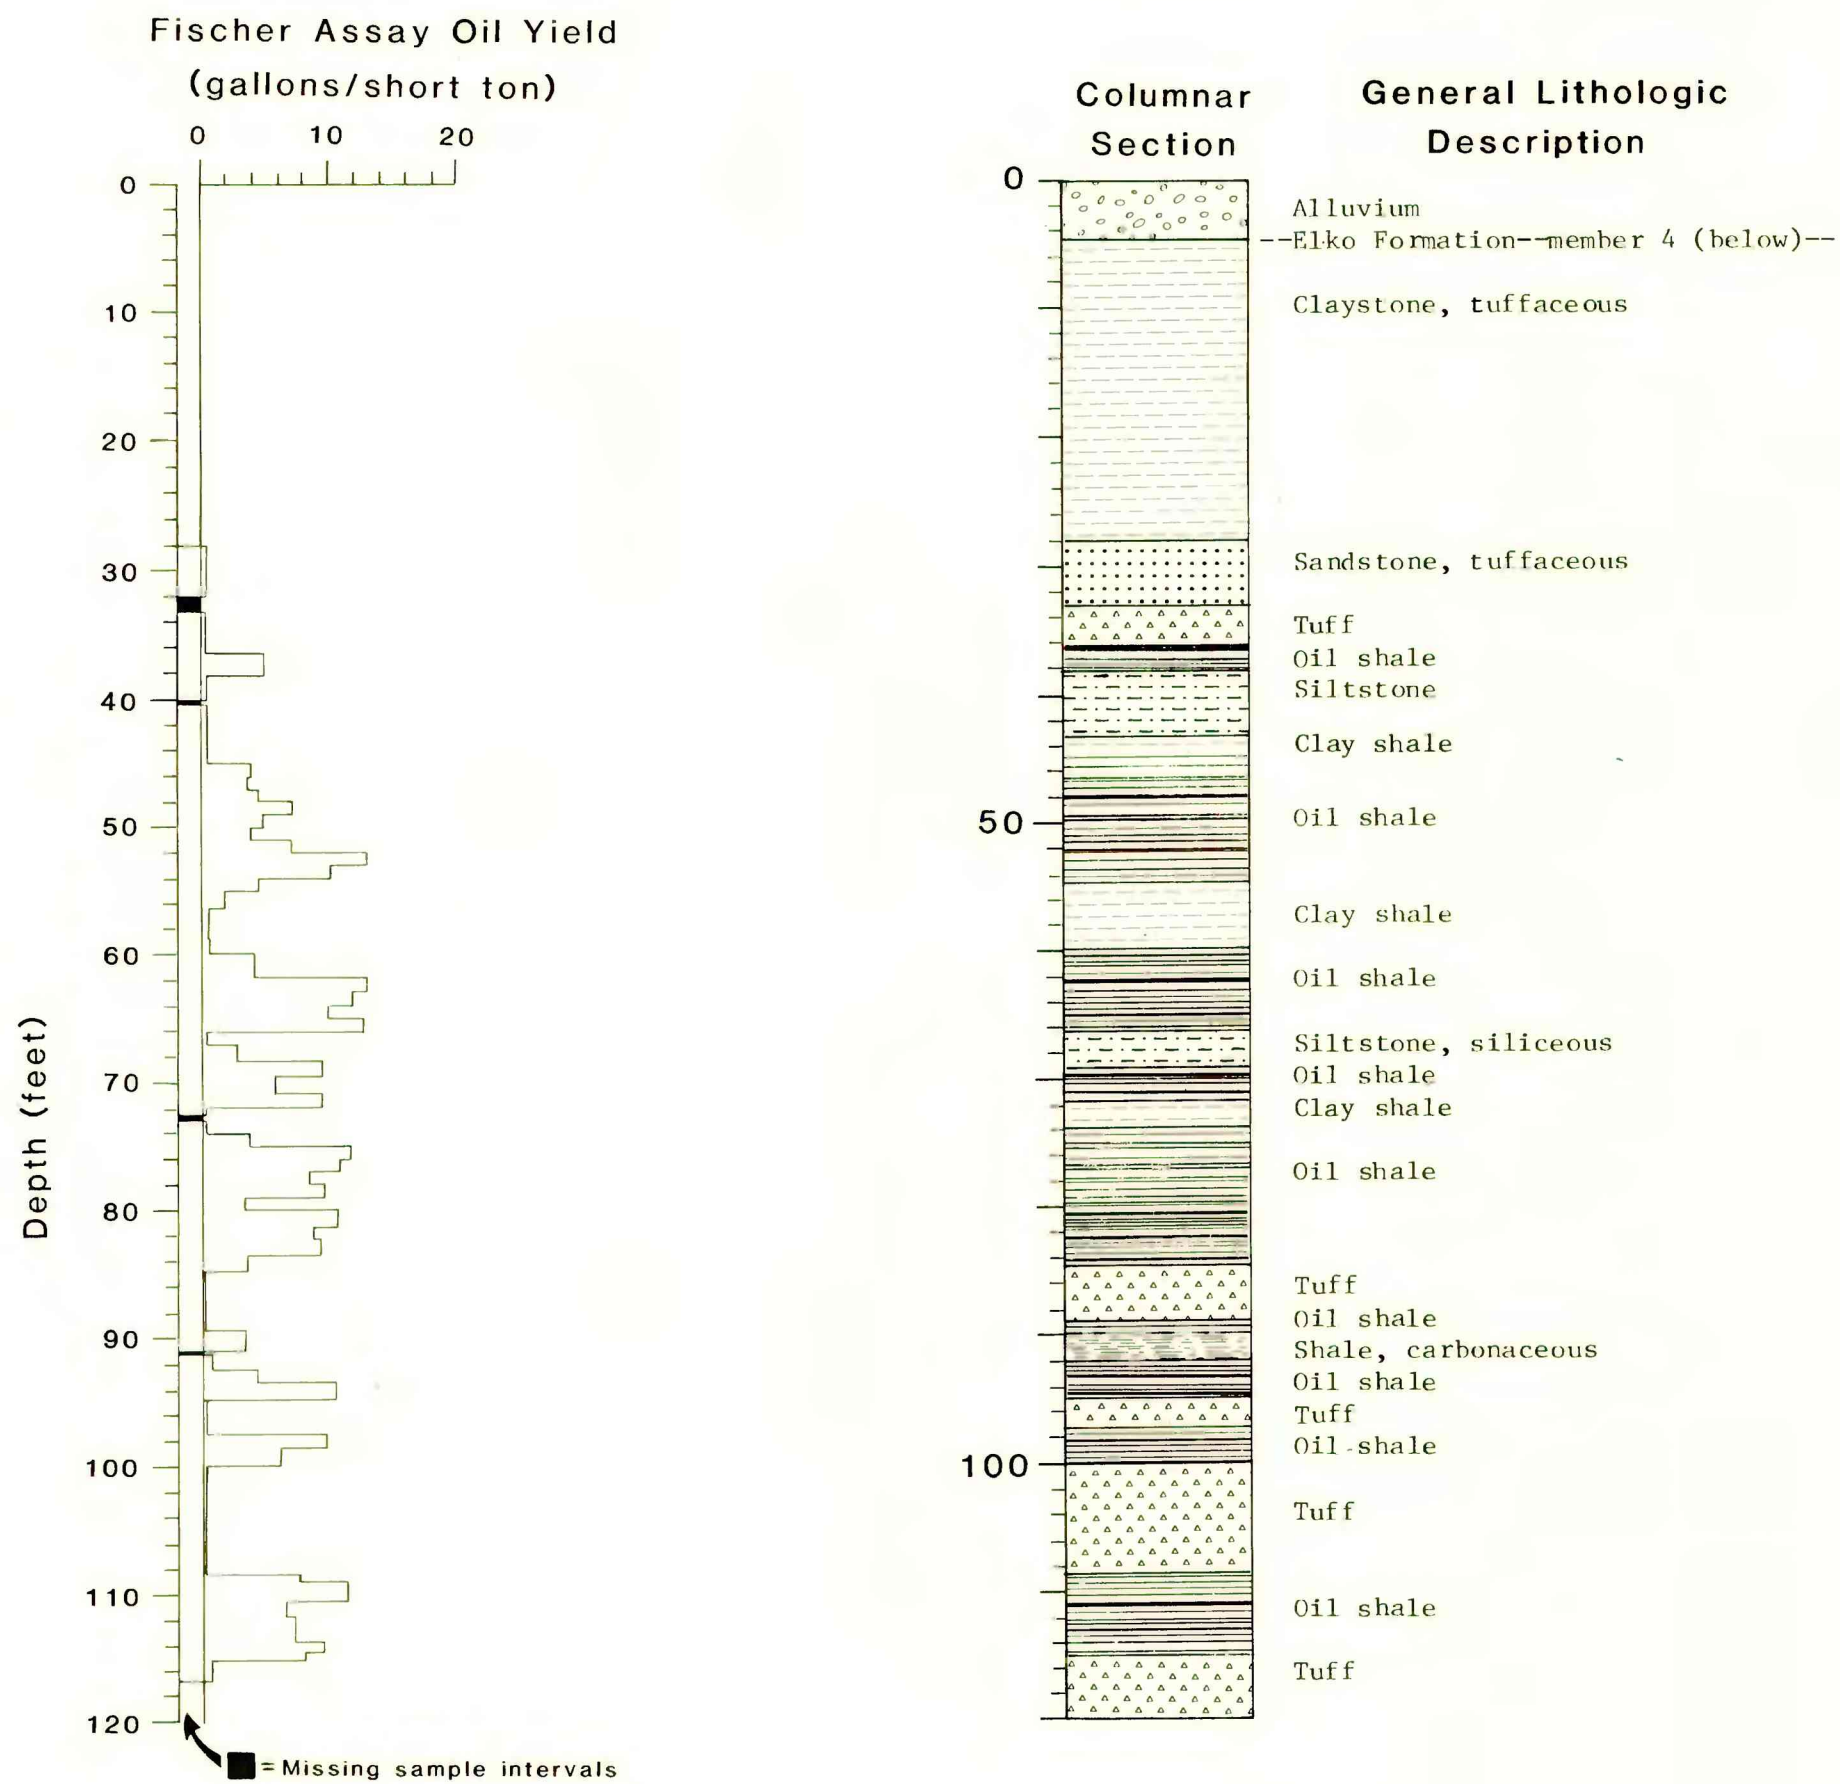 Fischer Assay Oil Yield
(gallons/short ton)
0 10 20
0
10
20
30
40
50
60
70
80
90
100
110
120
Depth (feet)
= Missing sample intervals
Columnar
Section
0
50
100
General Lithologic
Description
Alluvium
--Elko Formation--member 4 (below)--
Claystone, tuffaceous
Sandstone, tuffaceous
Tuff
Oil shale
Siltstone
Clay shale
Oil shale
Clay shale
Oil shale
Siltstone, siliceous
Oil shale
Clay shale
Oil shale
Tuff
Oil shale
Shale, carbonaceous
Oil shale
Tuff
Oil shale
Tuff
Oil shale
Tuff